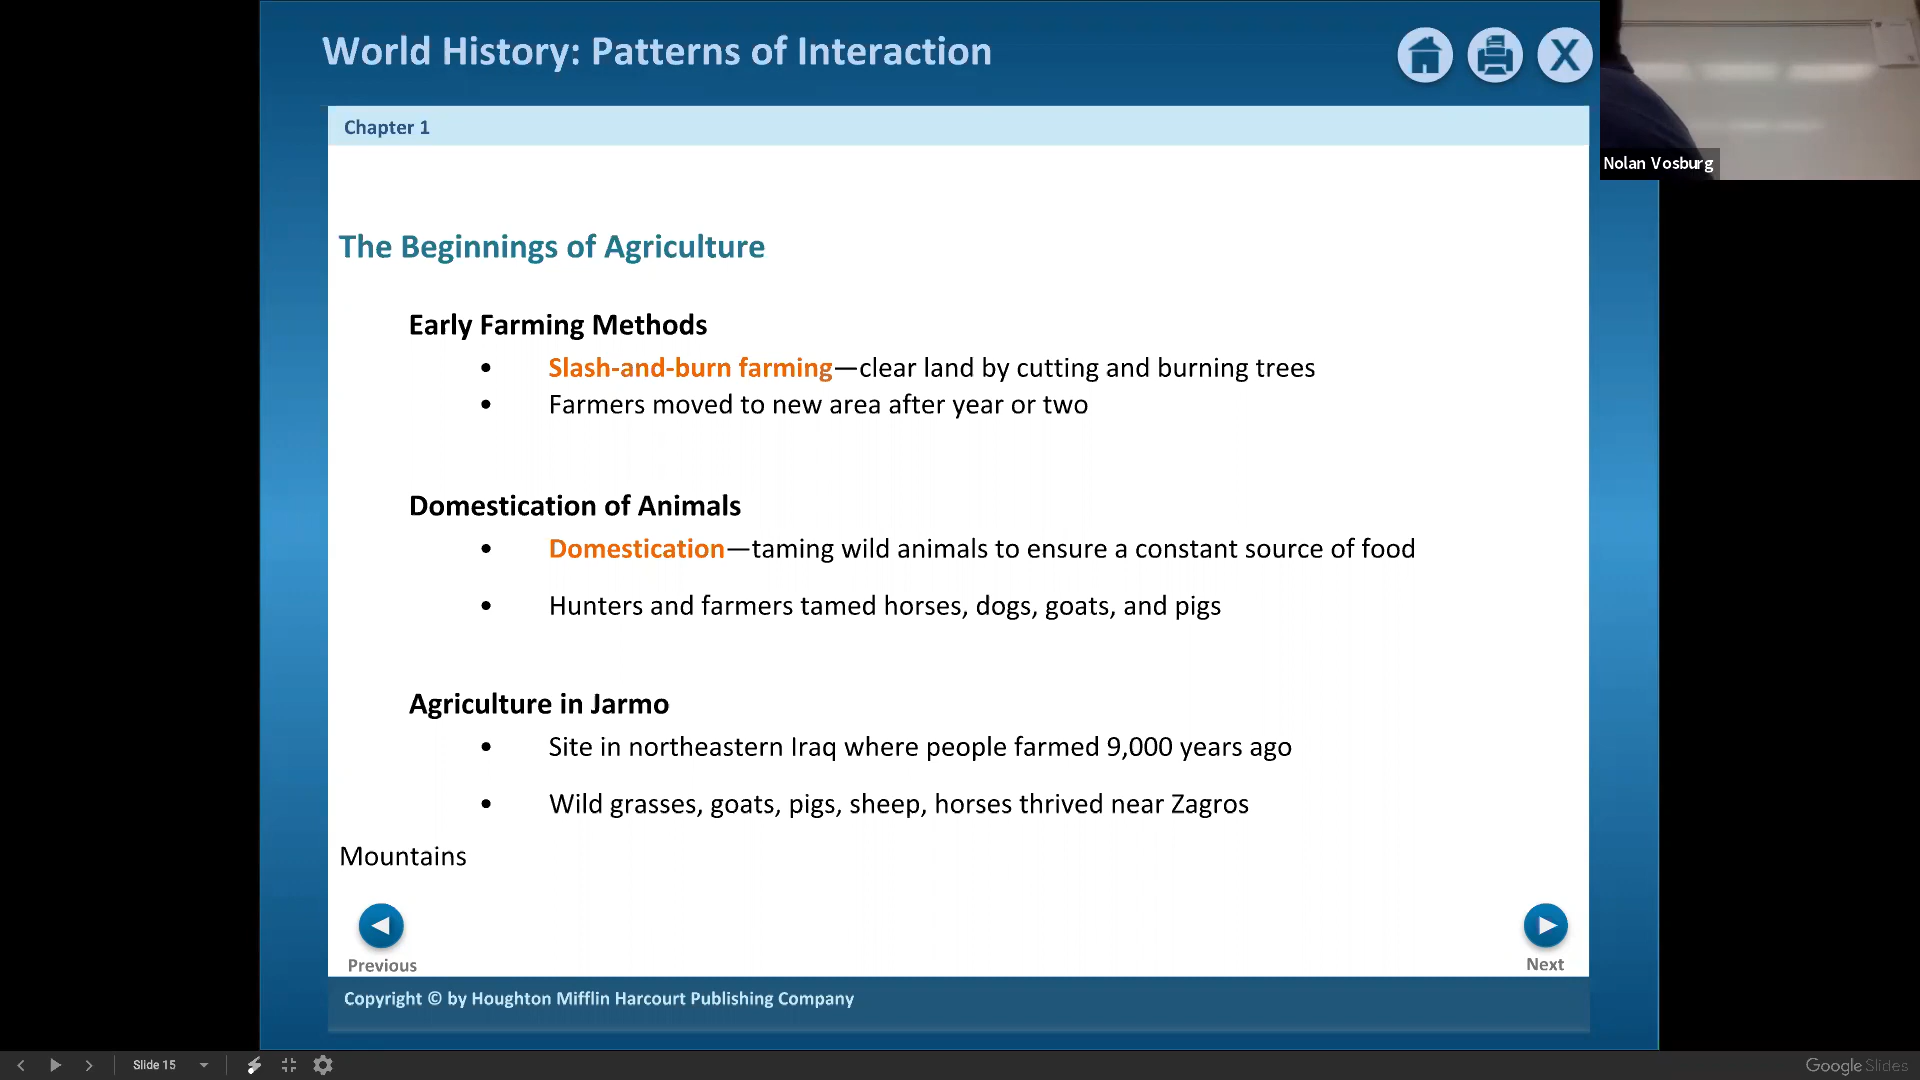 World History: Patterns of Interaction
X
Chapter 1
Nolan Vosburg
The Beginnings of Agriculture
Early Farming Methods
• Slash-and-burn farming—clear land by cutting and burning trees
• Farmers moved to new area after year or two
Domestication of Animals
• Domestication—taming wild animals to ensure a constant source of food
• Hunters and farmers tamed horses, dogs, goats, and pigs
Agriculture in Jarmo
• Site in northeastern Iraq where people farmed 9,000 years ago
• Wild grasses, goats, pigs, sheep, horses thrived near Zagros
Mountains
Previous
Next
Copyright © by Houghton Mifflin Harcourt Publishing Company
Slide 15
Google Slides